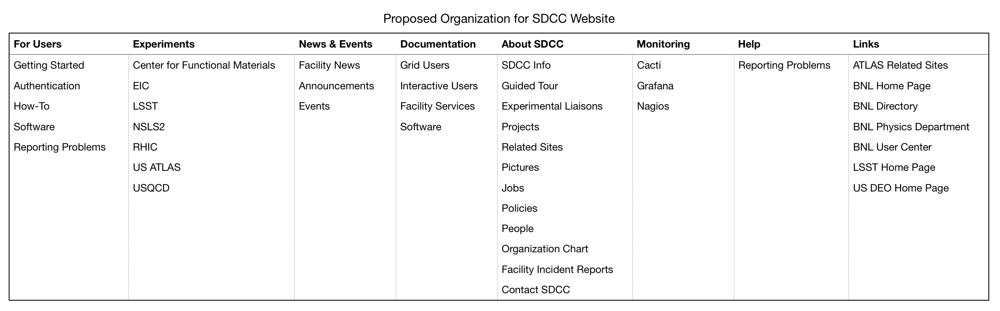 Proposed Organization for SDCC Website
For Users Experiments News & Events Documentation About SDCC Monitoring Help Links
Getting Started Center for Functional Materials Facility News Grid Users SDCC Info Cacti Reporting Problems ATLAS Related Sites
Authentication EIC Announcements Interactive Users Guided Tour Grafana BNL Home Page
How-To LSST Events Facility Services Experimental Liaisons Nagios BNL Directory
Software NSLS2 Software Projects BNL Physics Department
Reporting Problems RHIC Related Sites BNL User Center
US ATLAS Pictures LSST Home Page
USQCD Jobs US DEO Home Page
Policies
People
Organization Chart
Facility Incident Reports
Contact SDCC